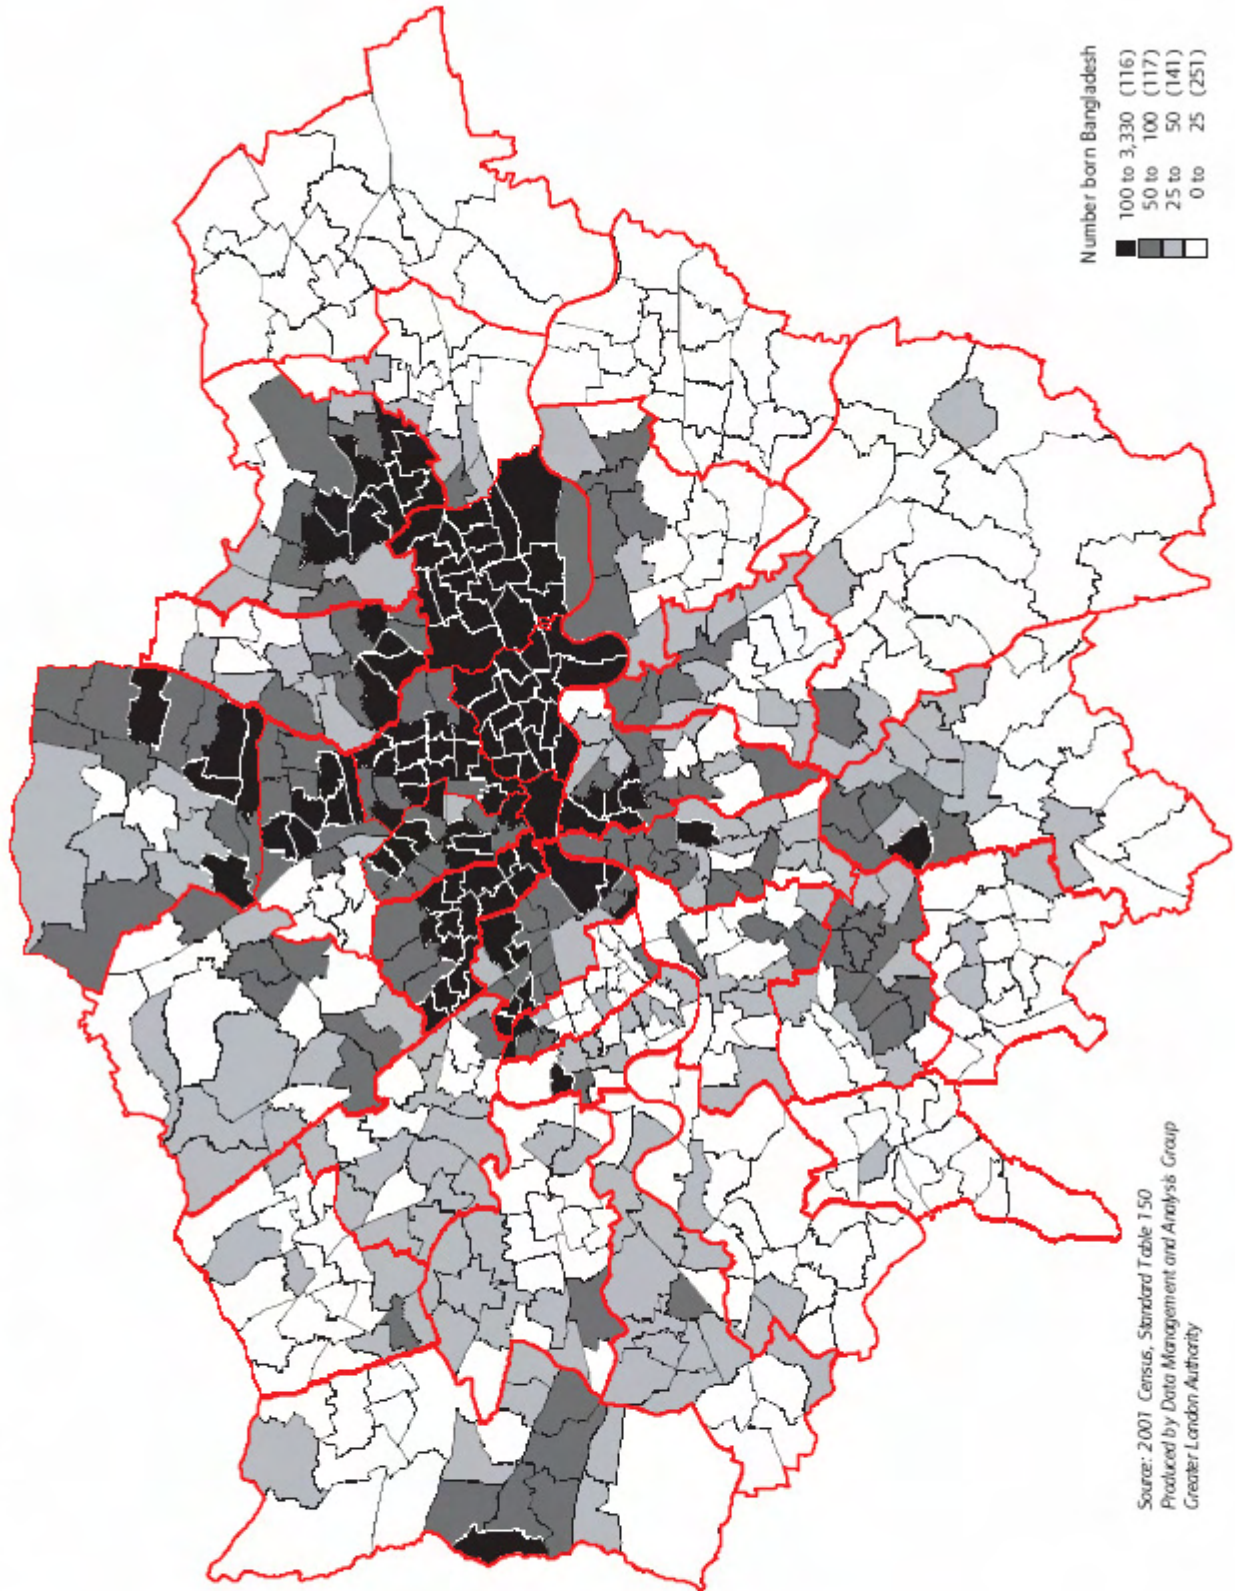 Number born Bangladesh
100 to 3,330 (116)
50 to 100 (117)
25 to 50 (141)
0 to 25 (251)
Source: 2001 Census, Standard Table 150
Produced by Data Management and Analysis Group
Greater London Authority